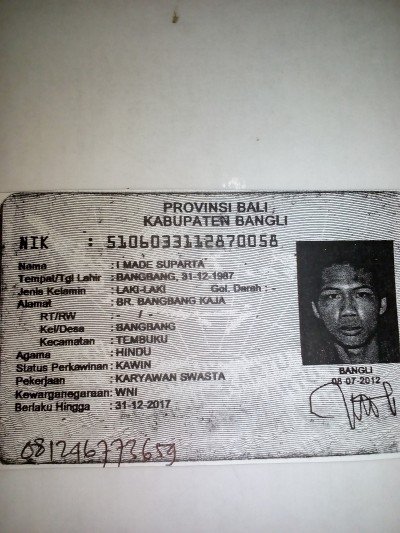 PROVINSI BALI
KABUPATEN BANGLI
NIK : 5106033112870058
Nama : I MADE SUPARTA
Tempat/Tgl Lahir : BANGBANG, 31-12-1987
Jenis Kelamin : LAKI-LAKI Gol. Darah : -
Alamat : BR. BANGBANG KAJA
RT/RW : - / -
Kel/Desa : BANGBANG
Kecamatan : TEMBUKU
Agama : HINDU
Status Perkawinan : KAWIN
Pekerjaan : KARYAWAN SWASTA
Kewarganegaraan : WNI
Berlaku Hingga : 31-12-2017
BANGLI
08-07-2012
081246773659